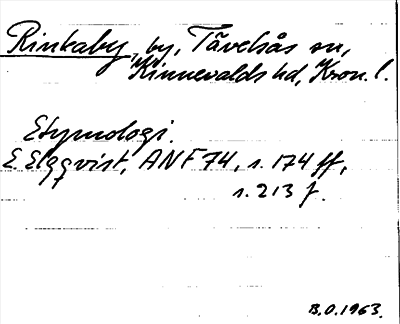 Rinkaby, by, Tävelsås sn,
Kinnevalds hd, Kron. l.
Etymologi.
E Elgqvist, ANF 74, s. 174 ff,
s. 213 f.
B.O. 1963.